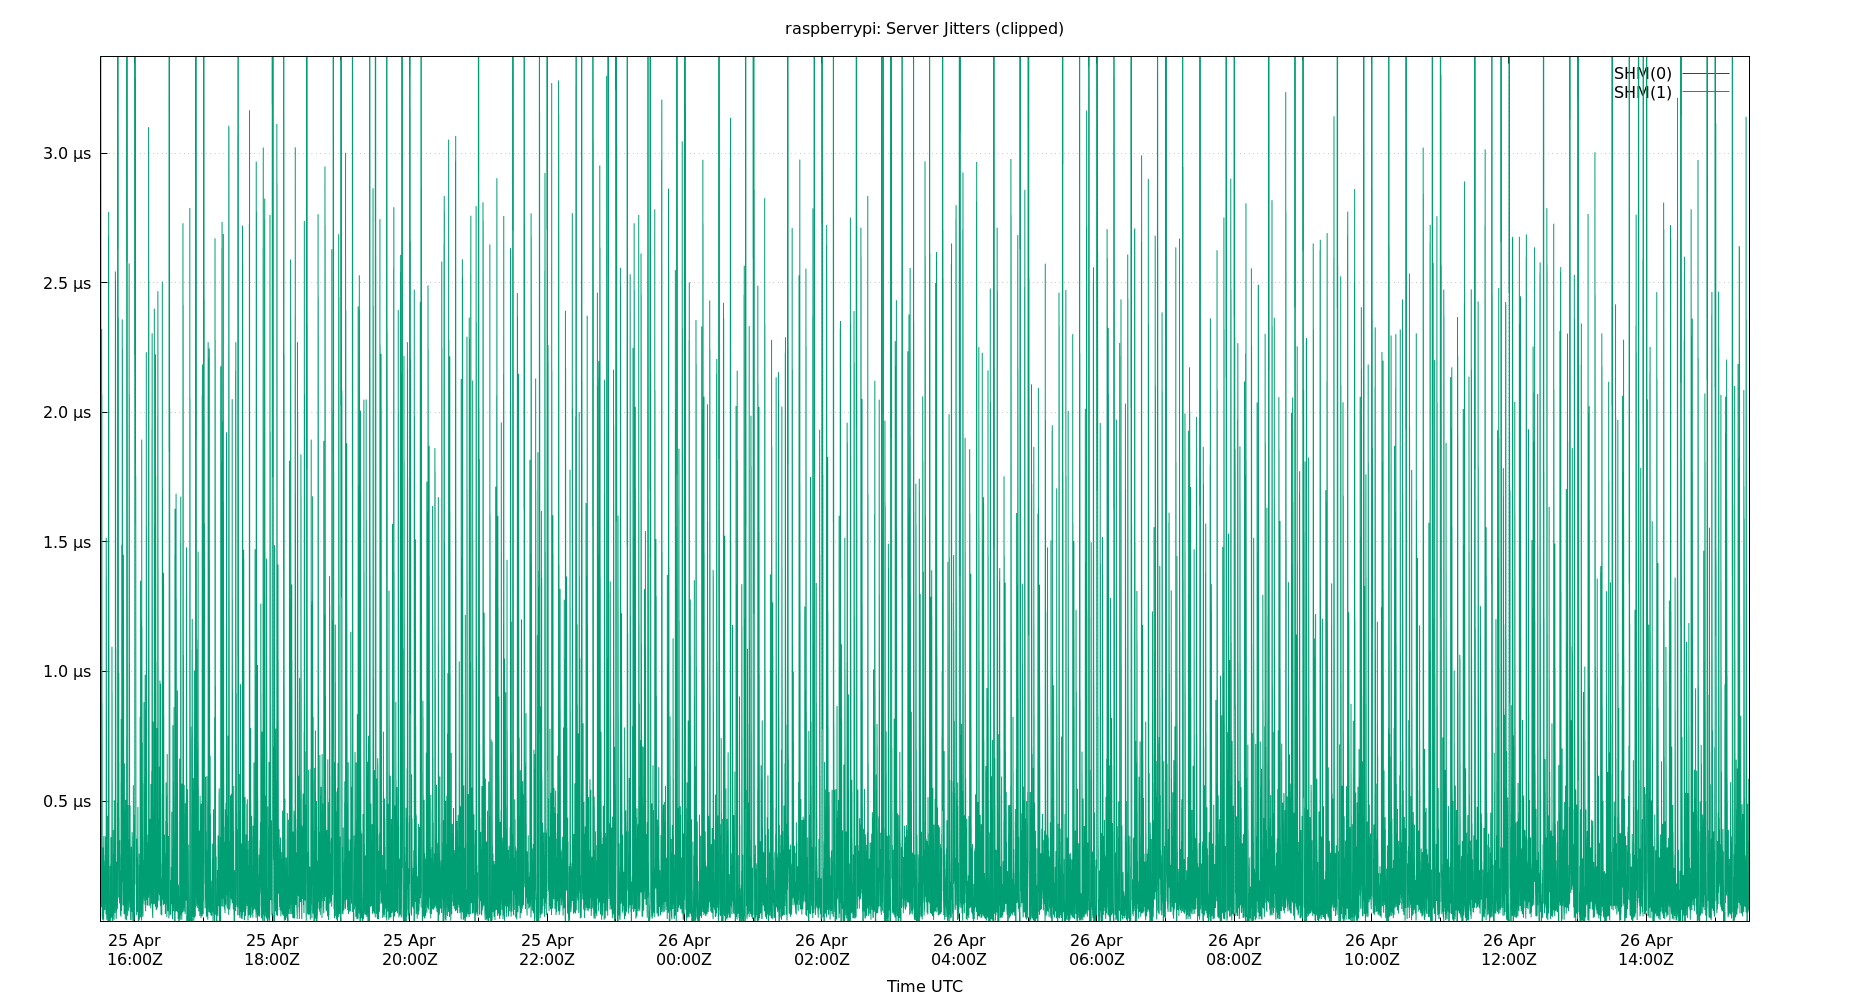 raspberrypi: Server Jitters (clipped)
SHM(0)
SHM(1)
3.0 µs
2.5 µs
2.0 µs
1.5 µs
1.0 µs
0.5 µs
25 Apr 25 Apr 25 Apr 25 Apr 26 Apr 26 Apr 26 Apr 26 Apr 26 Apr 26 Apr 26 Apr 26 Apr
16:00Z 18:00Z 20:00Z 22:00Z 00:00Z 02:00Z 04:00Z 06:00Z 08:00Z 10:00Z 12:00Z 14:00Z
Time UTC